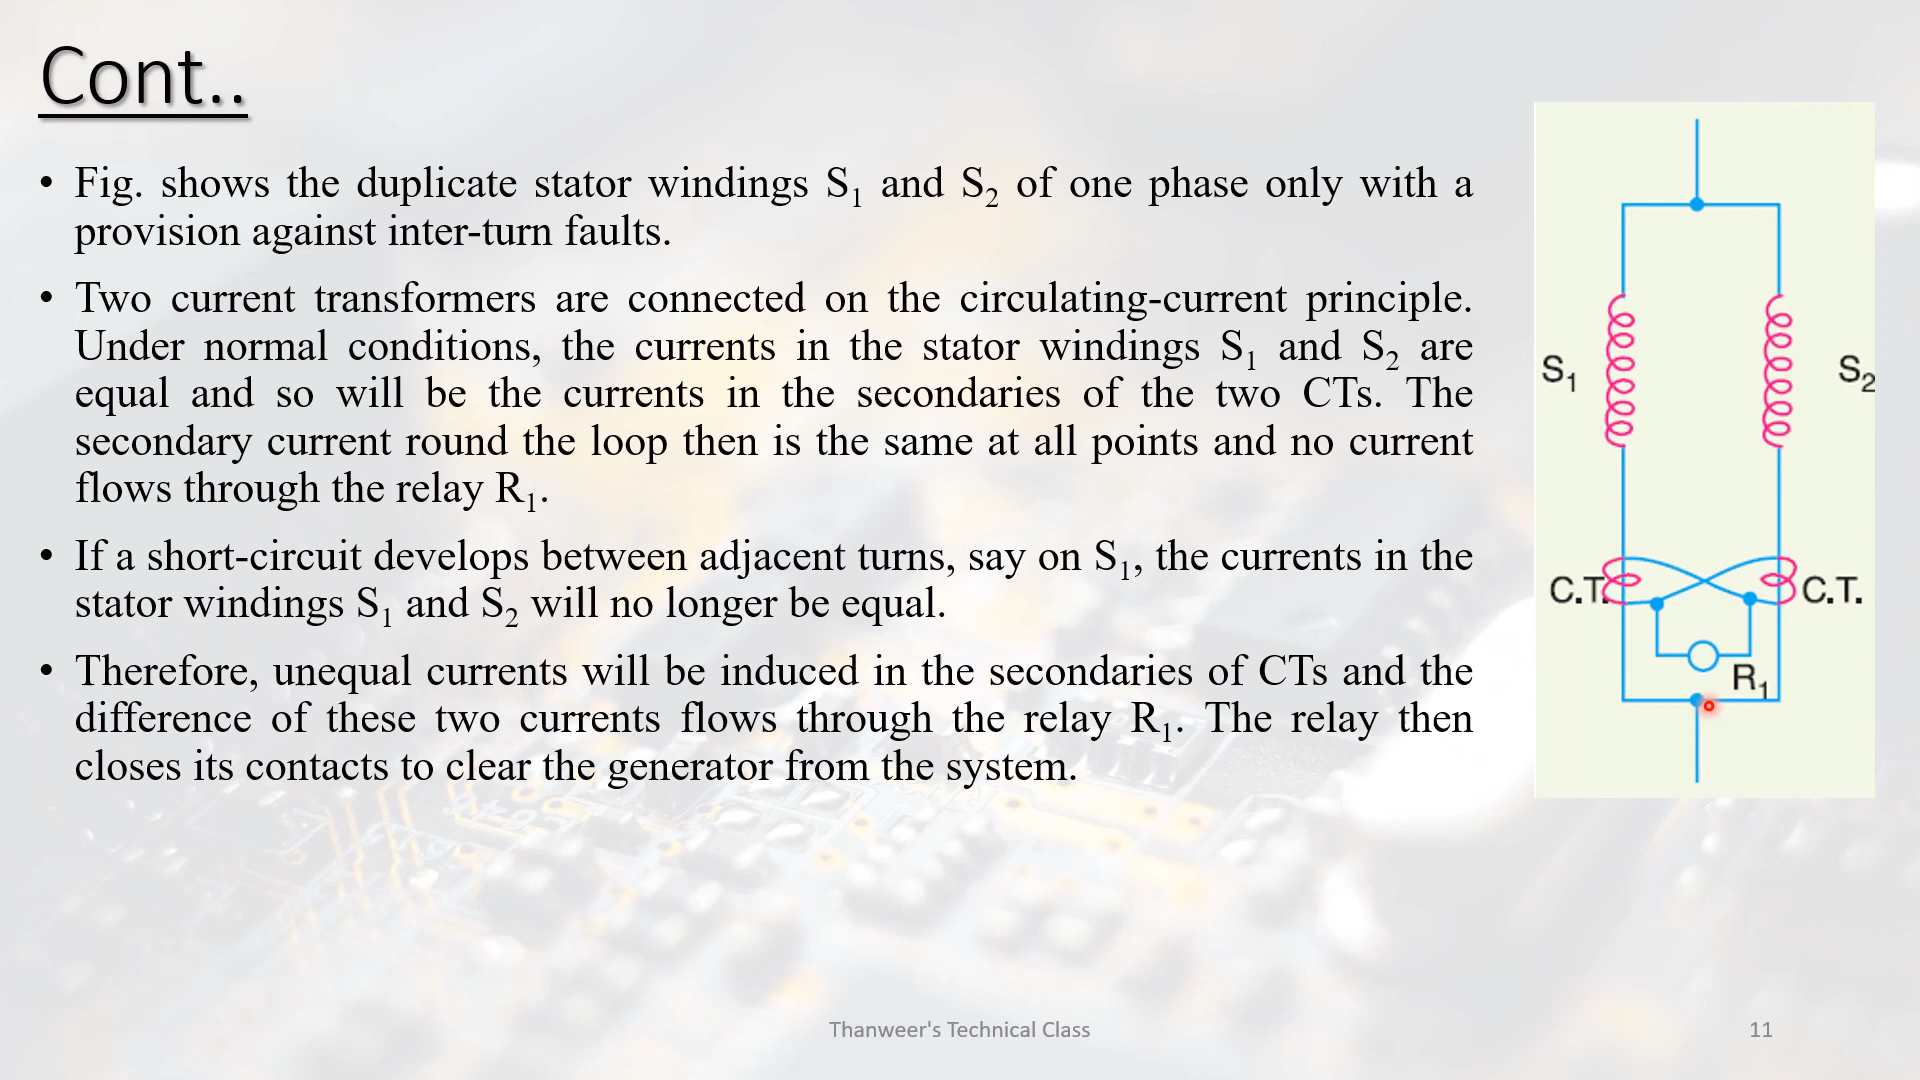 Cont..
• Fig. shows the duplicate stator windings S₁ and S₂ of one phase only with a
provision against inter-turn faults.
• Two current transformers are connected on the circulating-current principle.
Under normal conditions, the currents in the stator windings S₁ and S₂ are
equal and so will be the currents in the secondaries of the two CTs. The
secondary current round the loop then is the same at all points and no current
flows through the relay R₁.
• If a short-circuit develops between adjacent turns, say on S₁, the currents in the
stator windings S₁ and S₂ will no longer be equal.
• Therefore, unequal currents will be induced in the secondaries of CTs and the
difference of these two currents flows through the relay R₁. The relay then
closes its contacts to clear the generator from the system.
S₁
S₂
C.T.
C.T.
R₁
Thanweer's Technical Class
11